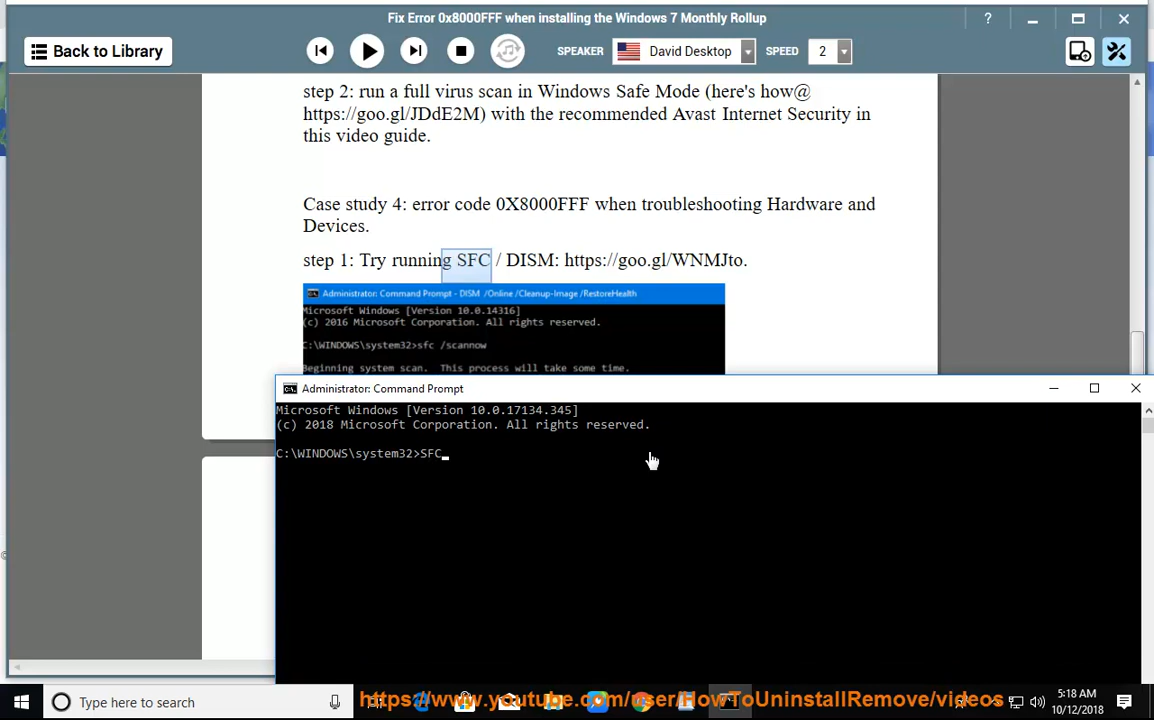 Fix Error 0x8000FFF when installing the Windows 7 Monthly Rollup
?
Back to Library
SPEAKER
David Desktop
SPEED
2
step 2: run a full virus scan in Windows Safe Mode (here's how@
https://goo.gl/JDdE2M) with the recommended Avast Internet Security in
this video guide.
Case study 4: error code 0X8000FFF when troubleshooting Hardware and
Devices.
step 1: Try running SFC / DISM: https://goo.gl/WNMJto.
Administrator: Command Prompt - DISM /Online /Cleanup-Image /RestoreHealth
Microsoft Windows [Version 10.0.14316]
(c) 2016 Microsoft Corporation. All rights reserved.
C:\WINDOWS\system32>sfc /scannow
Beginning system scan. This process will take some time.
Administrator: Command Prompt
Microsoft Windows [Version 10.0.17134.345]
(c) 2018 Microsoft Corporation. All rights reserved.
C:\WINDOWS\system32>SFC
Type here to search
https://www.youtube.com/user/HowToUninstallRemove/videos
5:18 AM
10/12/2018